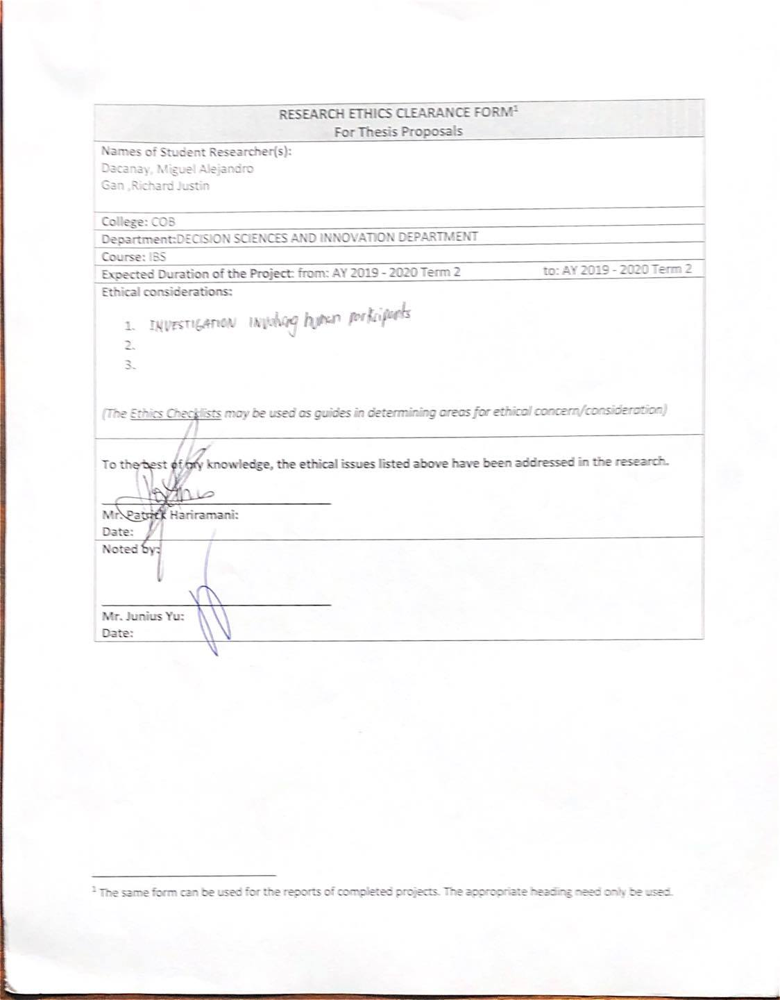 RESEARCH ETHICS CLEARANCE FORM¹
For Thesis Proposals
Names of Student Researcher(s):
Dacanay, Miguel Alejandro
Gan ,Richard Justin
College: COB
Department:DECISION SCIENCES AND INNOVATION DEPARTMENT
Course: IBS
Expected Duration of the Project: from: AY 2019 - 2020 Term 2 to: AY 2019 - 2020 Term 2
Ethical considerations:
1. INVESTIGATION involving human participants
2.
3.
(The Ethics Checklists may be used as guides in determining areas for ethical concern/consideration)
To the best of my knowledge, the ethical issues listed above have been addressed in the research.
Mr. Patrick Hariramani:
Date:
Noted by:
Mr. Junius Yu:
Date:
¹ The same form can be used for the reports of completed projects. The appropriate heading need only be used.